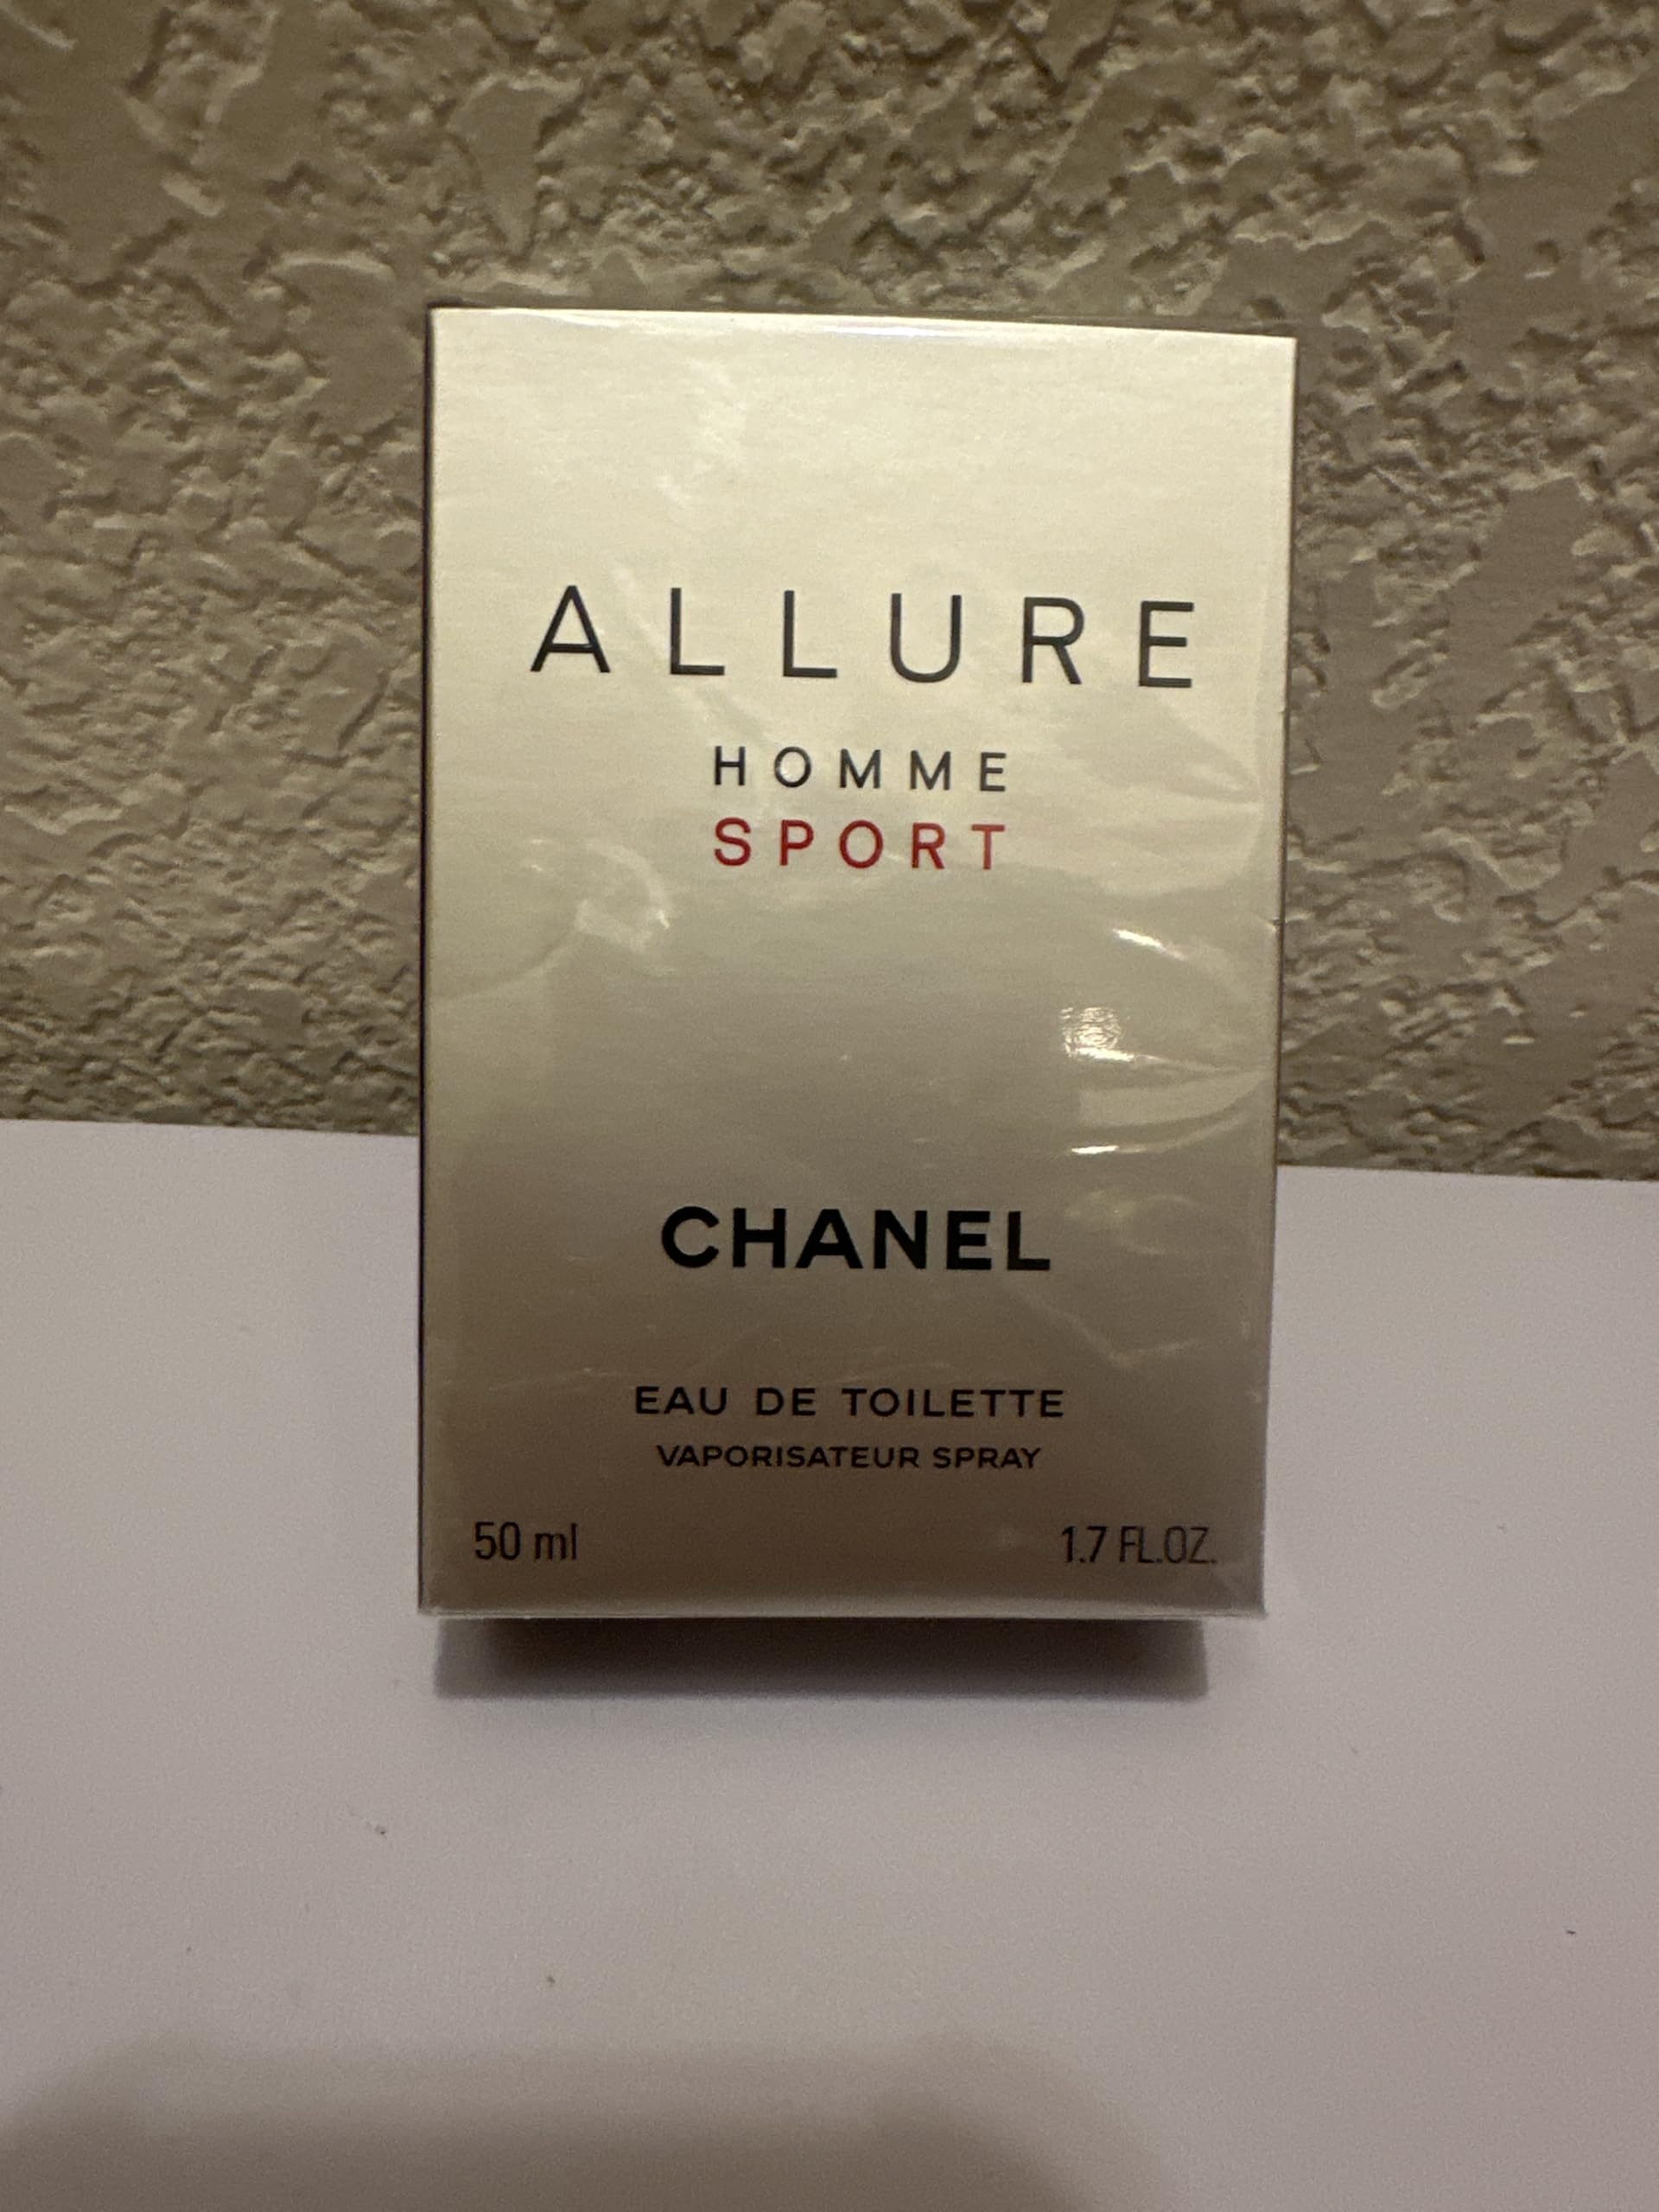 ALLURE
HOMME
SPORT
CHANEL
EAU DE TOILETTE
VAPORISATEUR SPRAY
50 ml 1.7 FL.OZ.